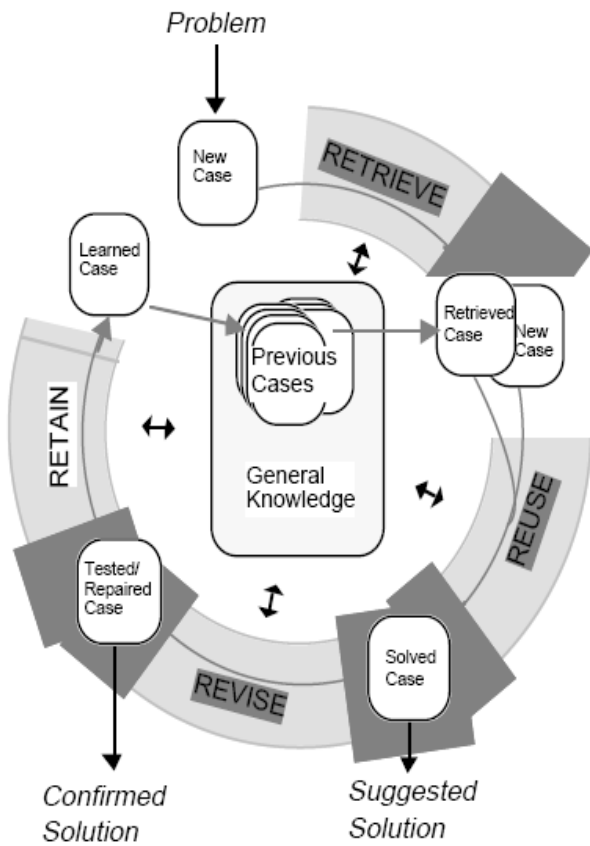 Problem
New
Case
RETRIEVE
Learned
Case
Retrieved
Case
New
Case
Previous
Cases
General
Knowledge
RETAIN
REUSE
Tested/
Repaired
Case
Solved
Case
REVISE
Confirmed
Solution
Suggested
Solution